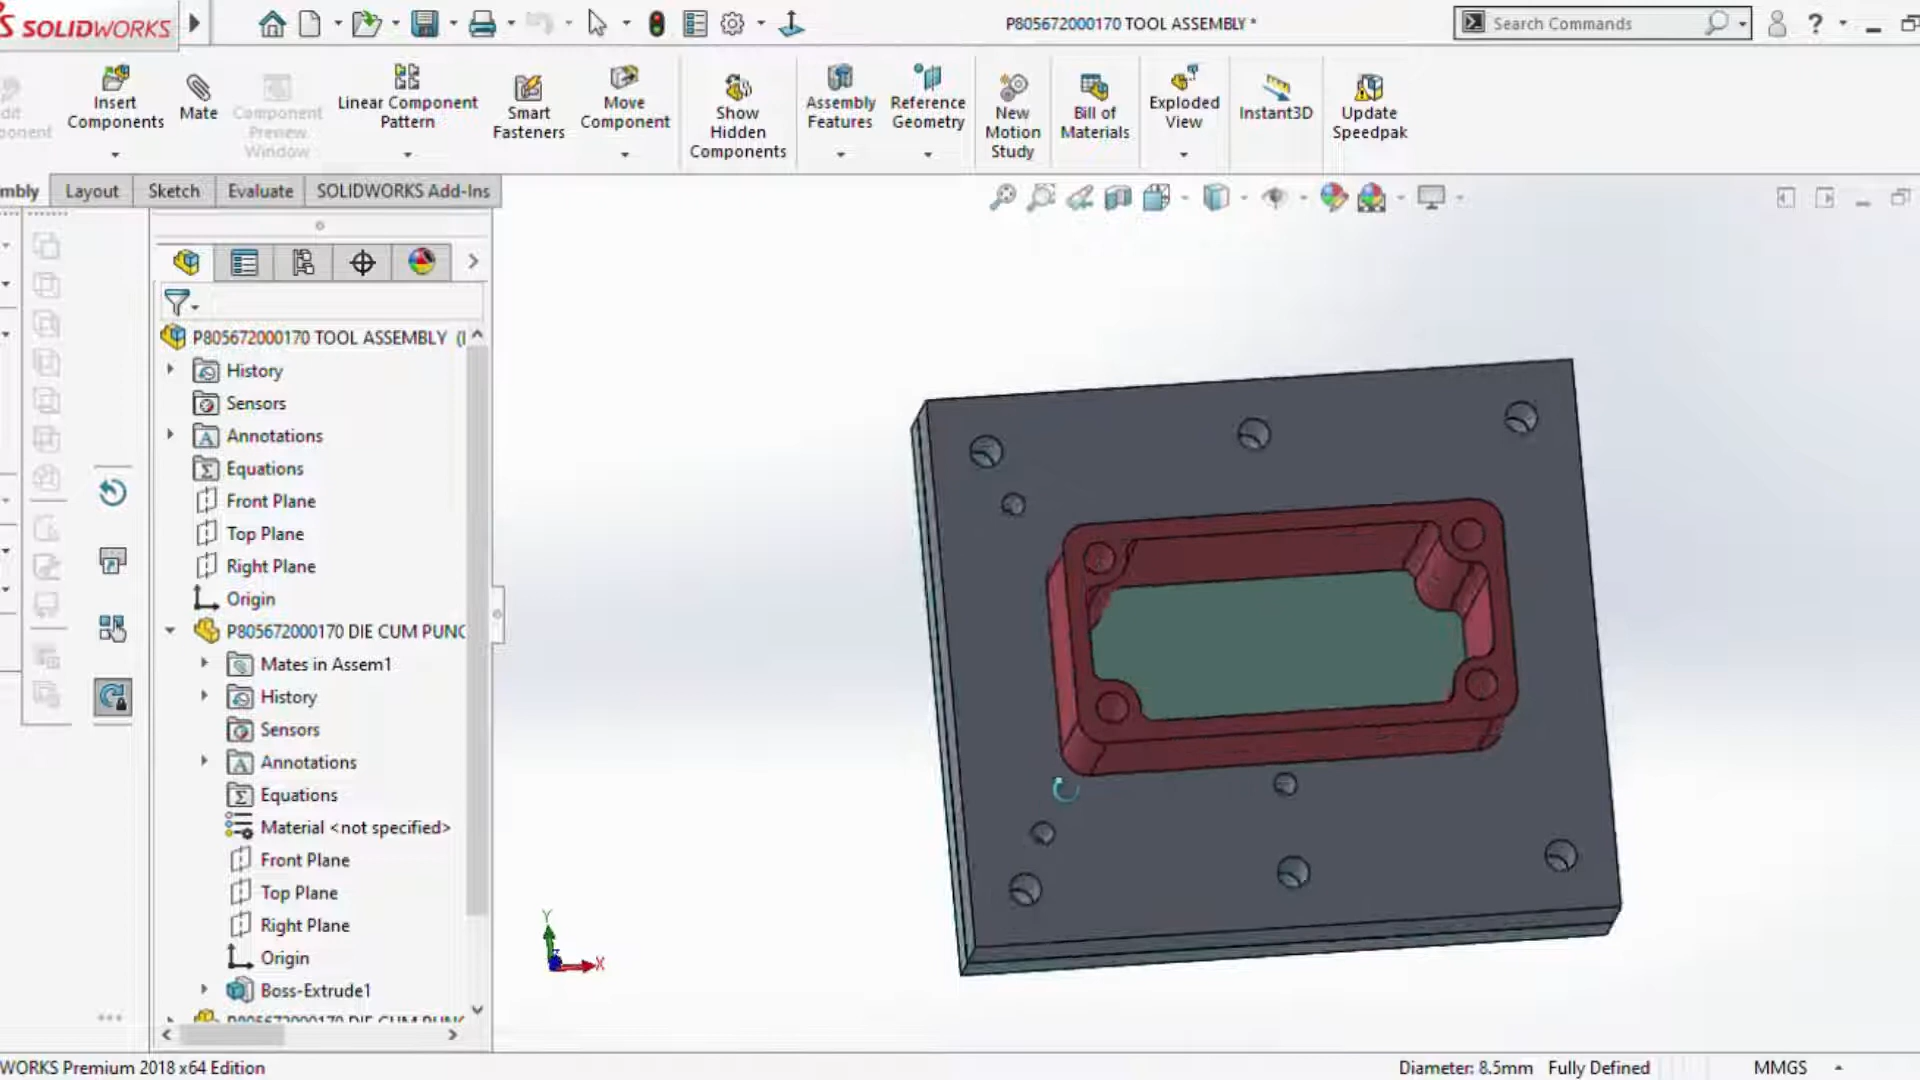 SOLIDWORKS
P805672000170 TOOL ASSEMBLY *
Search Commands
?
Insert
Components
Mate
Component
Preview
Window
Linear Component
Pattern
Smart
Fasteners
Move
Component
Show
Hidden
Components
Assembly
Features
Reference
Geometry
New
Motion
Study
Bill of
Materials
Exploded
View
Instant3D
Update
Speedpak
mbly
Layout
Sketch
Evaluate
SOLIDWORKS Add-Ins
P805672000170 TOOL ASSEMBLY (
History
Sensors
Annotations
Equations
Front Plane
Top Plane
Right Plane
Origin
P805672000170 DIE CUM PUNC
Mates in Assem1
History
Sensors
Annotations
Equations
Material <not specified>
Front Plane
Top Plane
Right Plane
Origin
Boss-Extrude1
Y
X
WORKS Premium 2018 x64 Edition
Diameter: 8.5mm
Fully Defined
MMGS